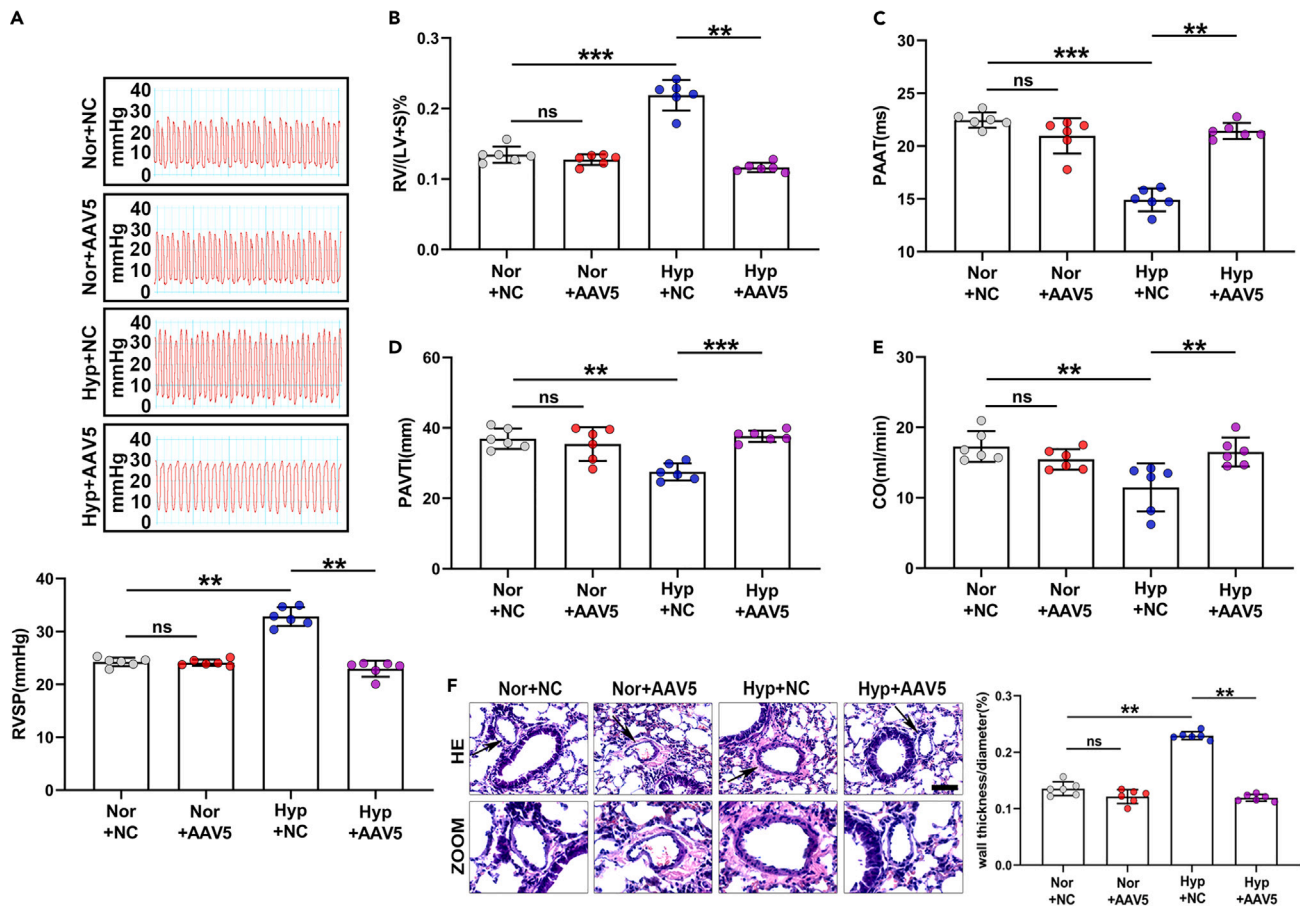 A
Nor+NC
mmHg
40
30
20
10
0
Nor+AAV5
mmHg
40
30
20
10
0
Hyp+NC
mmHg
40
30
20
10
0
Hyp+AAV5
mmHg
40
30
20
10
0
RVSP(mmHg)
40
30
20
10
0
ns
**
**
Nor
+NC
Nor
+AAV5
Hyp
+NC
Hyp
+AAV5
B
RV/(LV+S)%
0.3
0.2
0.1
0.0
ns
***
**
Nor
+NC
Nor
+AAV5
Hyp
+NC
Hyp
+AAV5
C
PAAT(ms)
30
25
20
15
10
ns
***
**
Nor
+NC
Nor
+AAV5
Hyp
+NC
Hyp
+AAV5
D
PAVTI(mm)
60
40
20
0
ns
**
***
Nor
+NC
Nor
+AAV5
Hyp
+NC
Hyp
+AAV5
E
CO(ml/min)
30
20
10
0
ns
**
**
Nor
+NC
Nor
+AAV5
Hyp
+NC
Hyp
+AAV5
F
Nor+NC
Nor+AAV5
Hyp+NC
Hyp+AAV5
HE
ZOOM
wall thickness/diameter(%)
0.3
0.2
0.1
0.0
ns
**
**
Nor
+NC
Nor
+AAV5
Hyp
+NC
Hyp
+AAV5